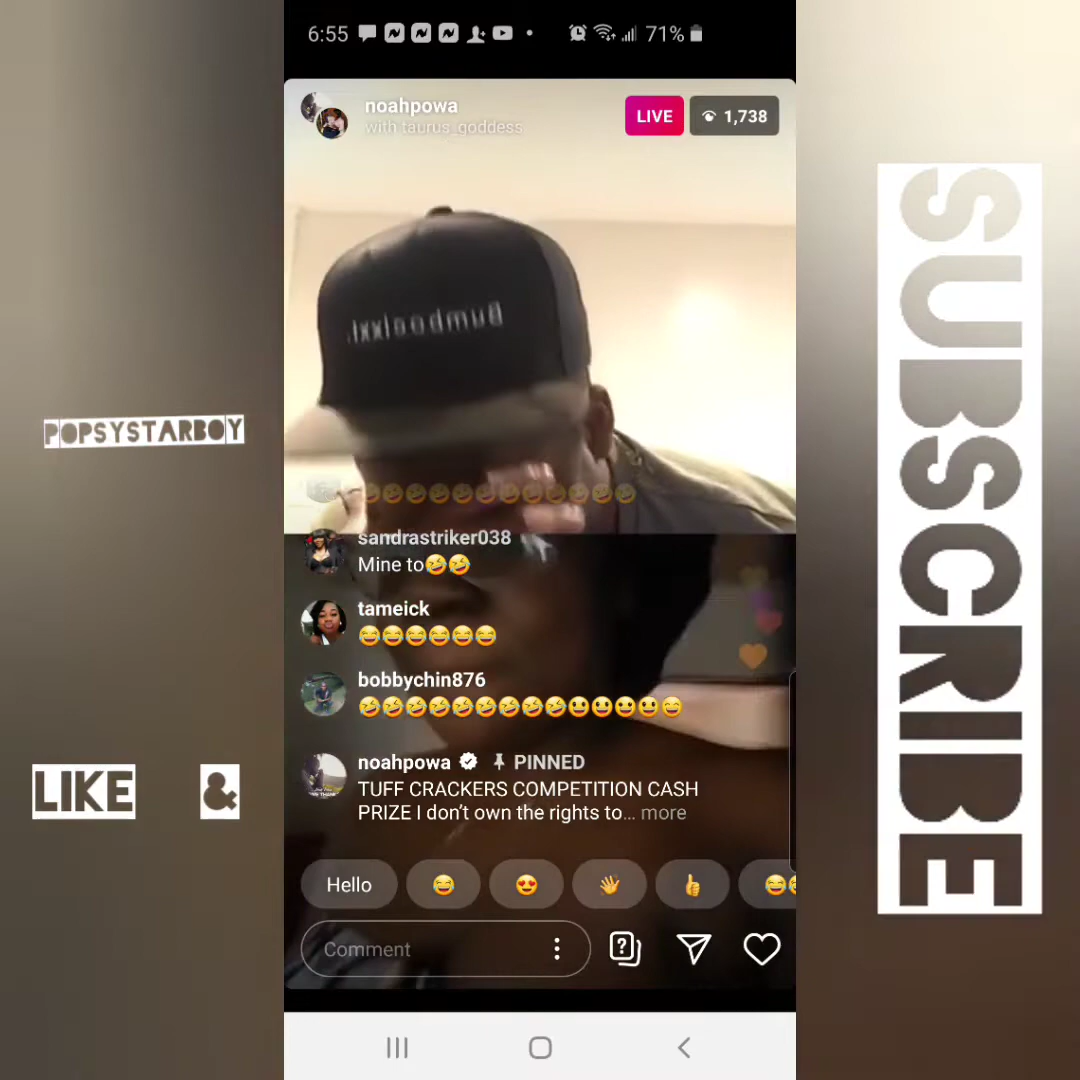 6:55
71%
noahpowa
with taurus_goddess
LIVE
1,738
Bumboclxxl.
sandrastriker038
Mine to🤣🤣
tameick
😂😂😂😂😂😂
bobbychin876
🤣🤣🤣🤣🤣🤣🤣🤣🤣😃😃😃😃😄
noahpowa PINNED
TUFF CRACKERS COMPETITION CASH
PRIZE I don't own the rights to... more
Hello
Comment
POPSYSTARBOY
LIKE &
SUBSCRIBE